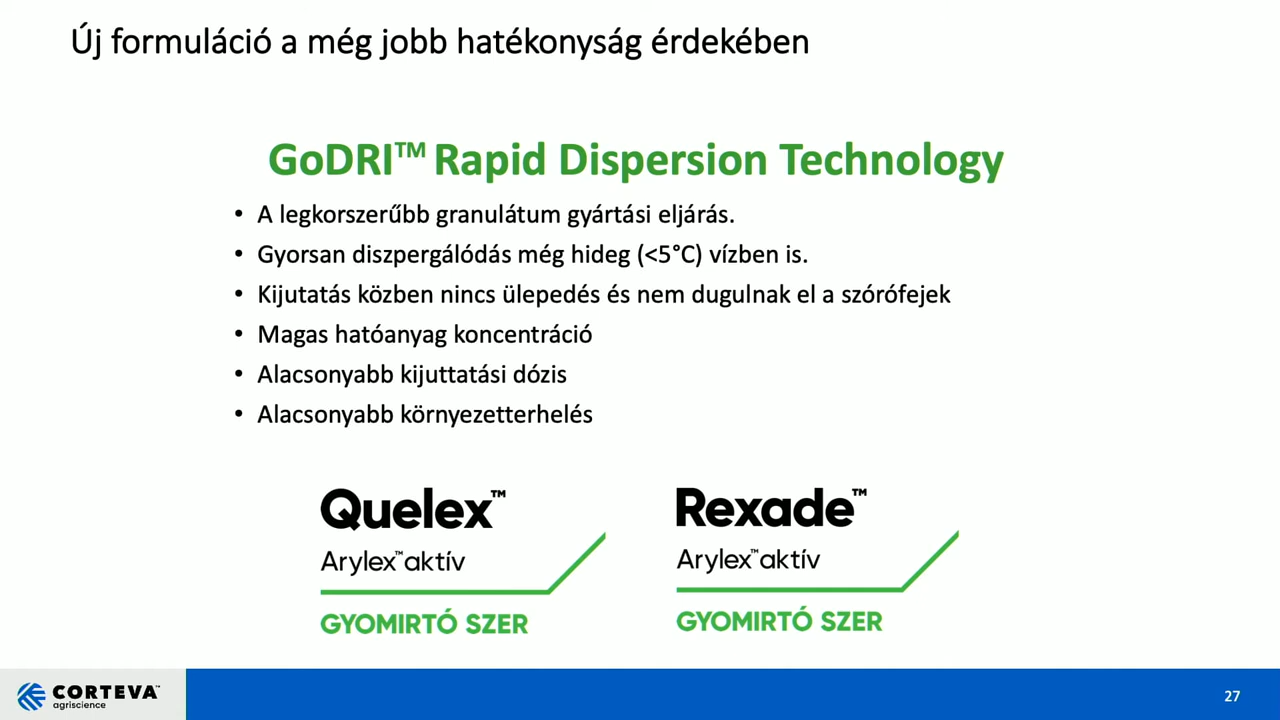 Új formuláció a még jobb hatékonyság érdekében
GoDRI™ Rapid Dispersion Technology
• A legkorszerűbb granulátum gyártási eljárás.
• Gyorsan diszpergálódás még hideg (<5°C) vízben is.
• Kijutatás közben nincs ülepedés és nem dugulnak el a szórófejek
• Magas hatóanyag koncentráció
• Alacsonyabb kijuttatási dózis
• Alacsonyabb környezetterhelés
Quelex™
Arylex™aktív
GYOMIRTÓ SZER
Rexade™
Arylex™aktív
GYOMIRTÓ SZER
CORTEVA™
agriscience
27